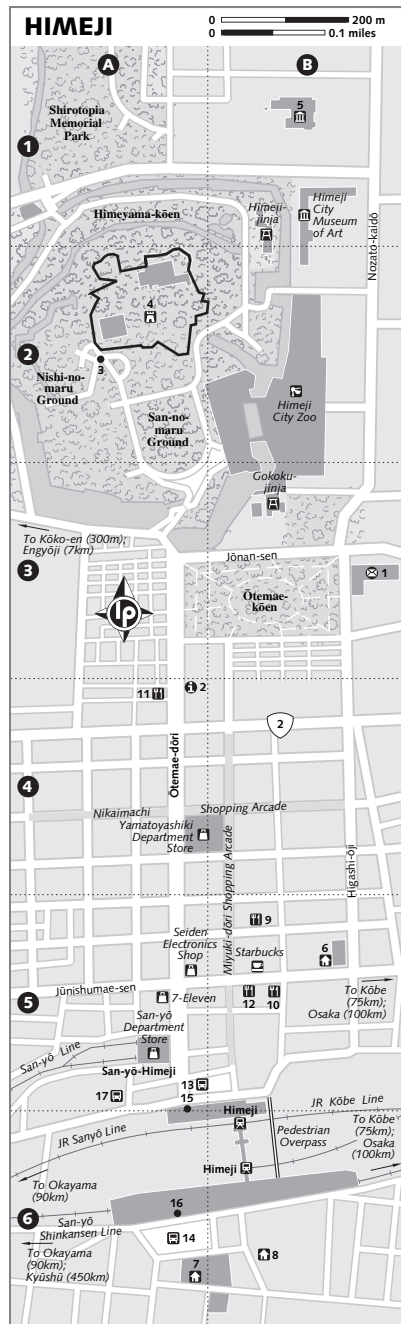 HIMEJI
0 200 m
0 0.1 miles
A
B
Shirotopia
Memorial
Park
5
1
Himeji-
jinja
Himeji
City
Museum
of Art
Himeyama-kōen
Nozato-kaidō
4
2
3
Nishi-no-
maru
Ground
San-no-
maru
Ground
Himeji
City Zoo
Gokoku-
jinja
To Kōko-en (300m);
Engyōji (7km)
Jōnan-sen
3
1
lp
Ōtemae-
kōen
11
2
2
Ōtemae-dōri
4
Nikaimachi
Shopping Arcade
Yamatoyashiki
Department
Store
Miyuki-dōri Shopping Arcade
Higashi-ōji
9
Seiden
Electronics
Shop
Starbucks
6
Jūnishumae-sen
5
7-Eleven
12
10
To Kōbe
(75km);
Osaka (100km)
San-yō
Department
Store
San-yō Line
San-yō-Himeji
13
17
15
Himeji
JR Kōbe Line
JR Sanyō Line
Pedestrian
Overpass
To Kōbe
(75km);
Osaka
(100km)
Himeji
To Okayama
(90km)
16
6
San-yō
Shinkansen Line
14
To Okayama
(90km);
Kyūshū (450km)
7
8